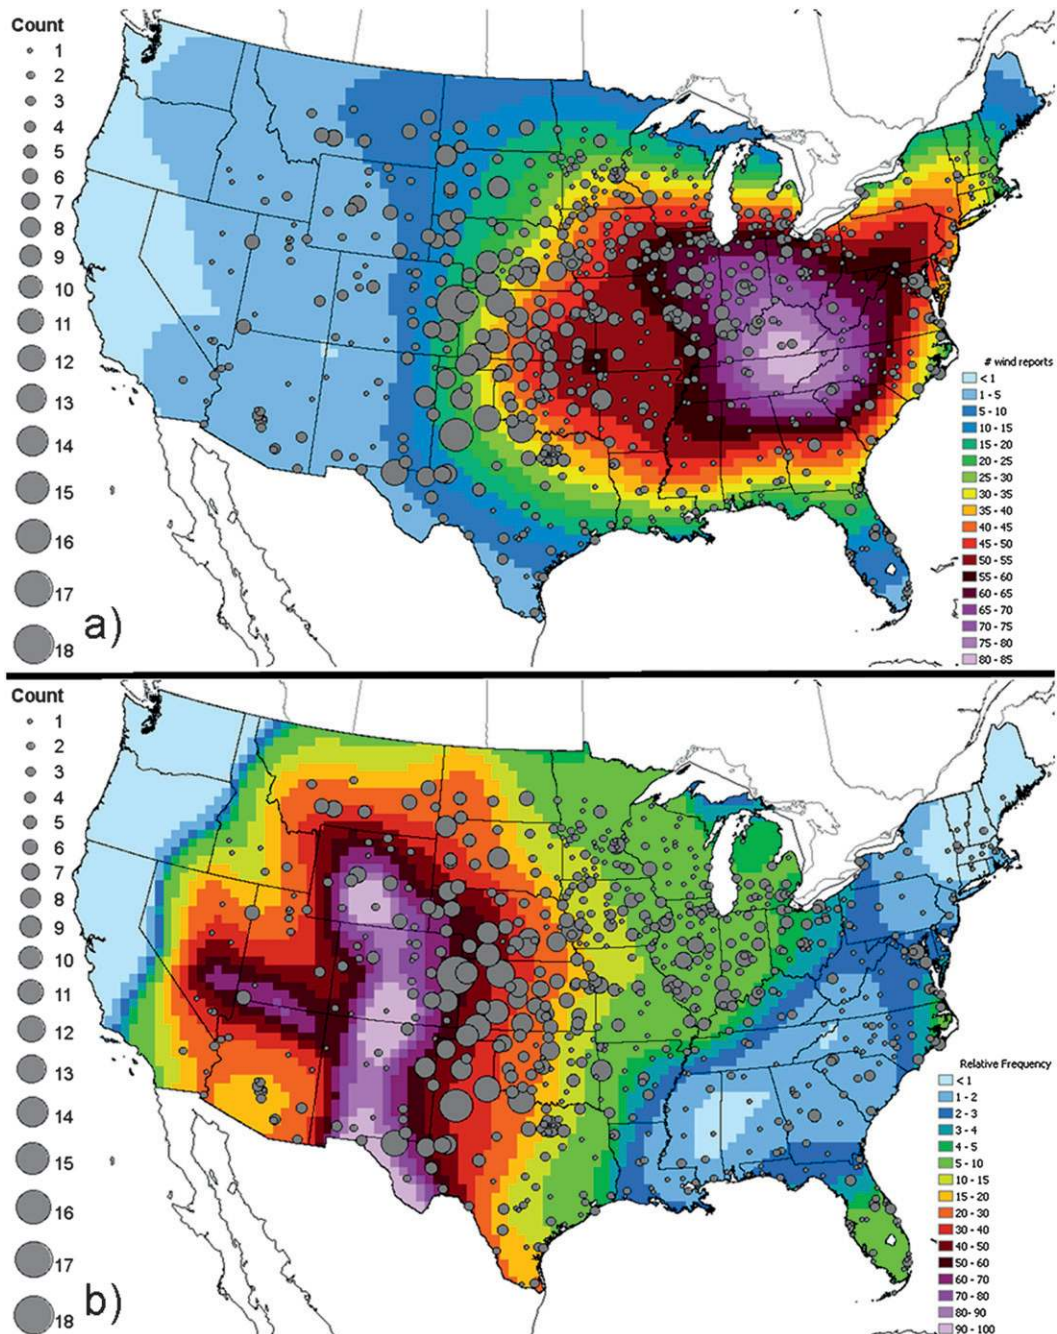 Count
1
2
3
4
5
6
7
8
9
10
11
12
13
14
15
16
17
18
a)
# wind reports
< 1
1 - 5
5 - 10
10 - 15
15 - 20
20 - 25
25 - 30
30 - 35
35 - 40
40 - 45
45 - 50
50 - 55
55 - 60
60 - 65
65 - 70
70 - 75
75 - 80
80 - 85
Count
1
2
3
4
5
6
7
8
9
10
11
12
13
14
15
16
17
18
b)
Relative Frequency
< 1
1 - 2
2 - 3
3 - 4
4 - 5
5 - 10
10 - 15
15 - 20
20 - 30
30 - 40
40 - 50
50 - 60
60 - 70
70 - 80
80- 90
90 - 100